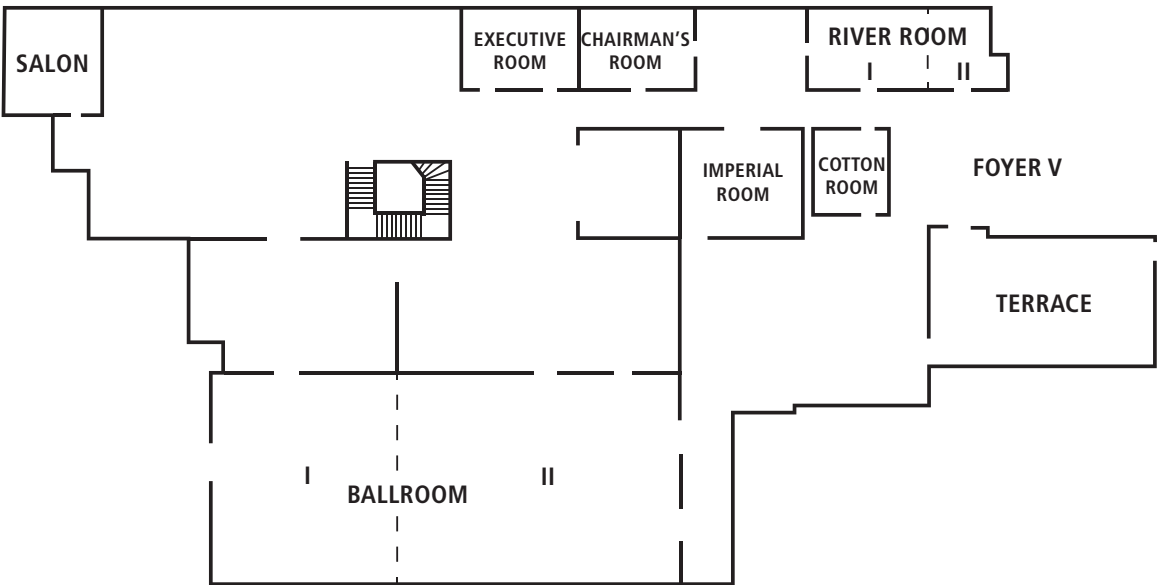 SALON
EXECUTIVE
ROOM
CHAIRMAN'S
ROOM
RIVER ROOM
I
II
IMPERIAL
ROOM
COTTON
ROOM
FOYER V
TERRACE
I
II
BALLROOM